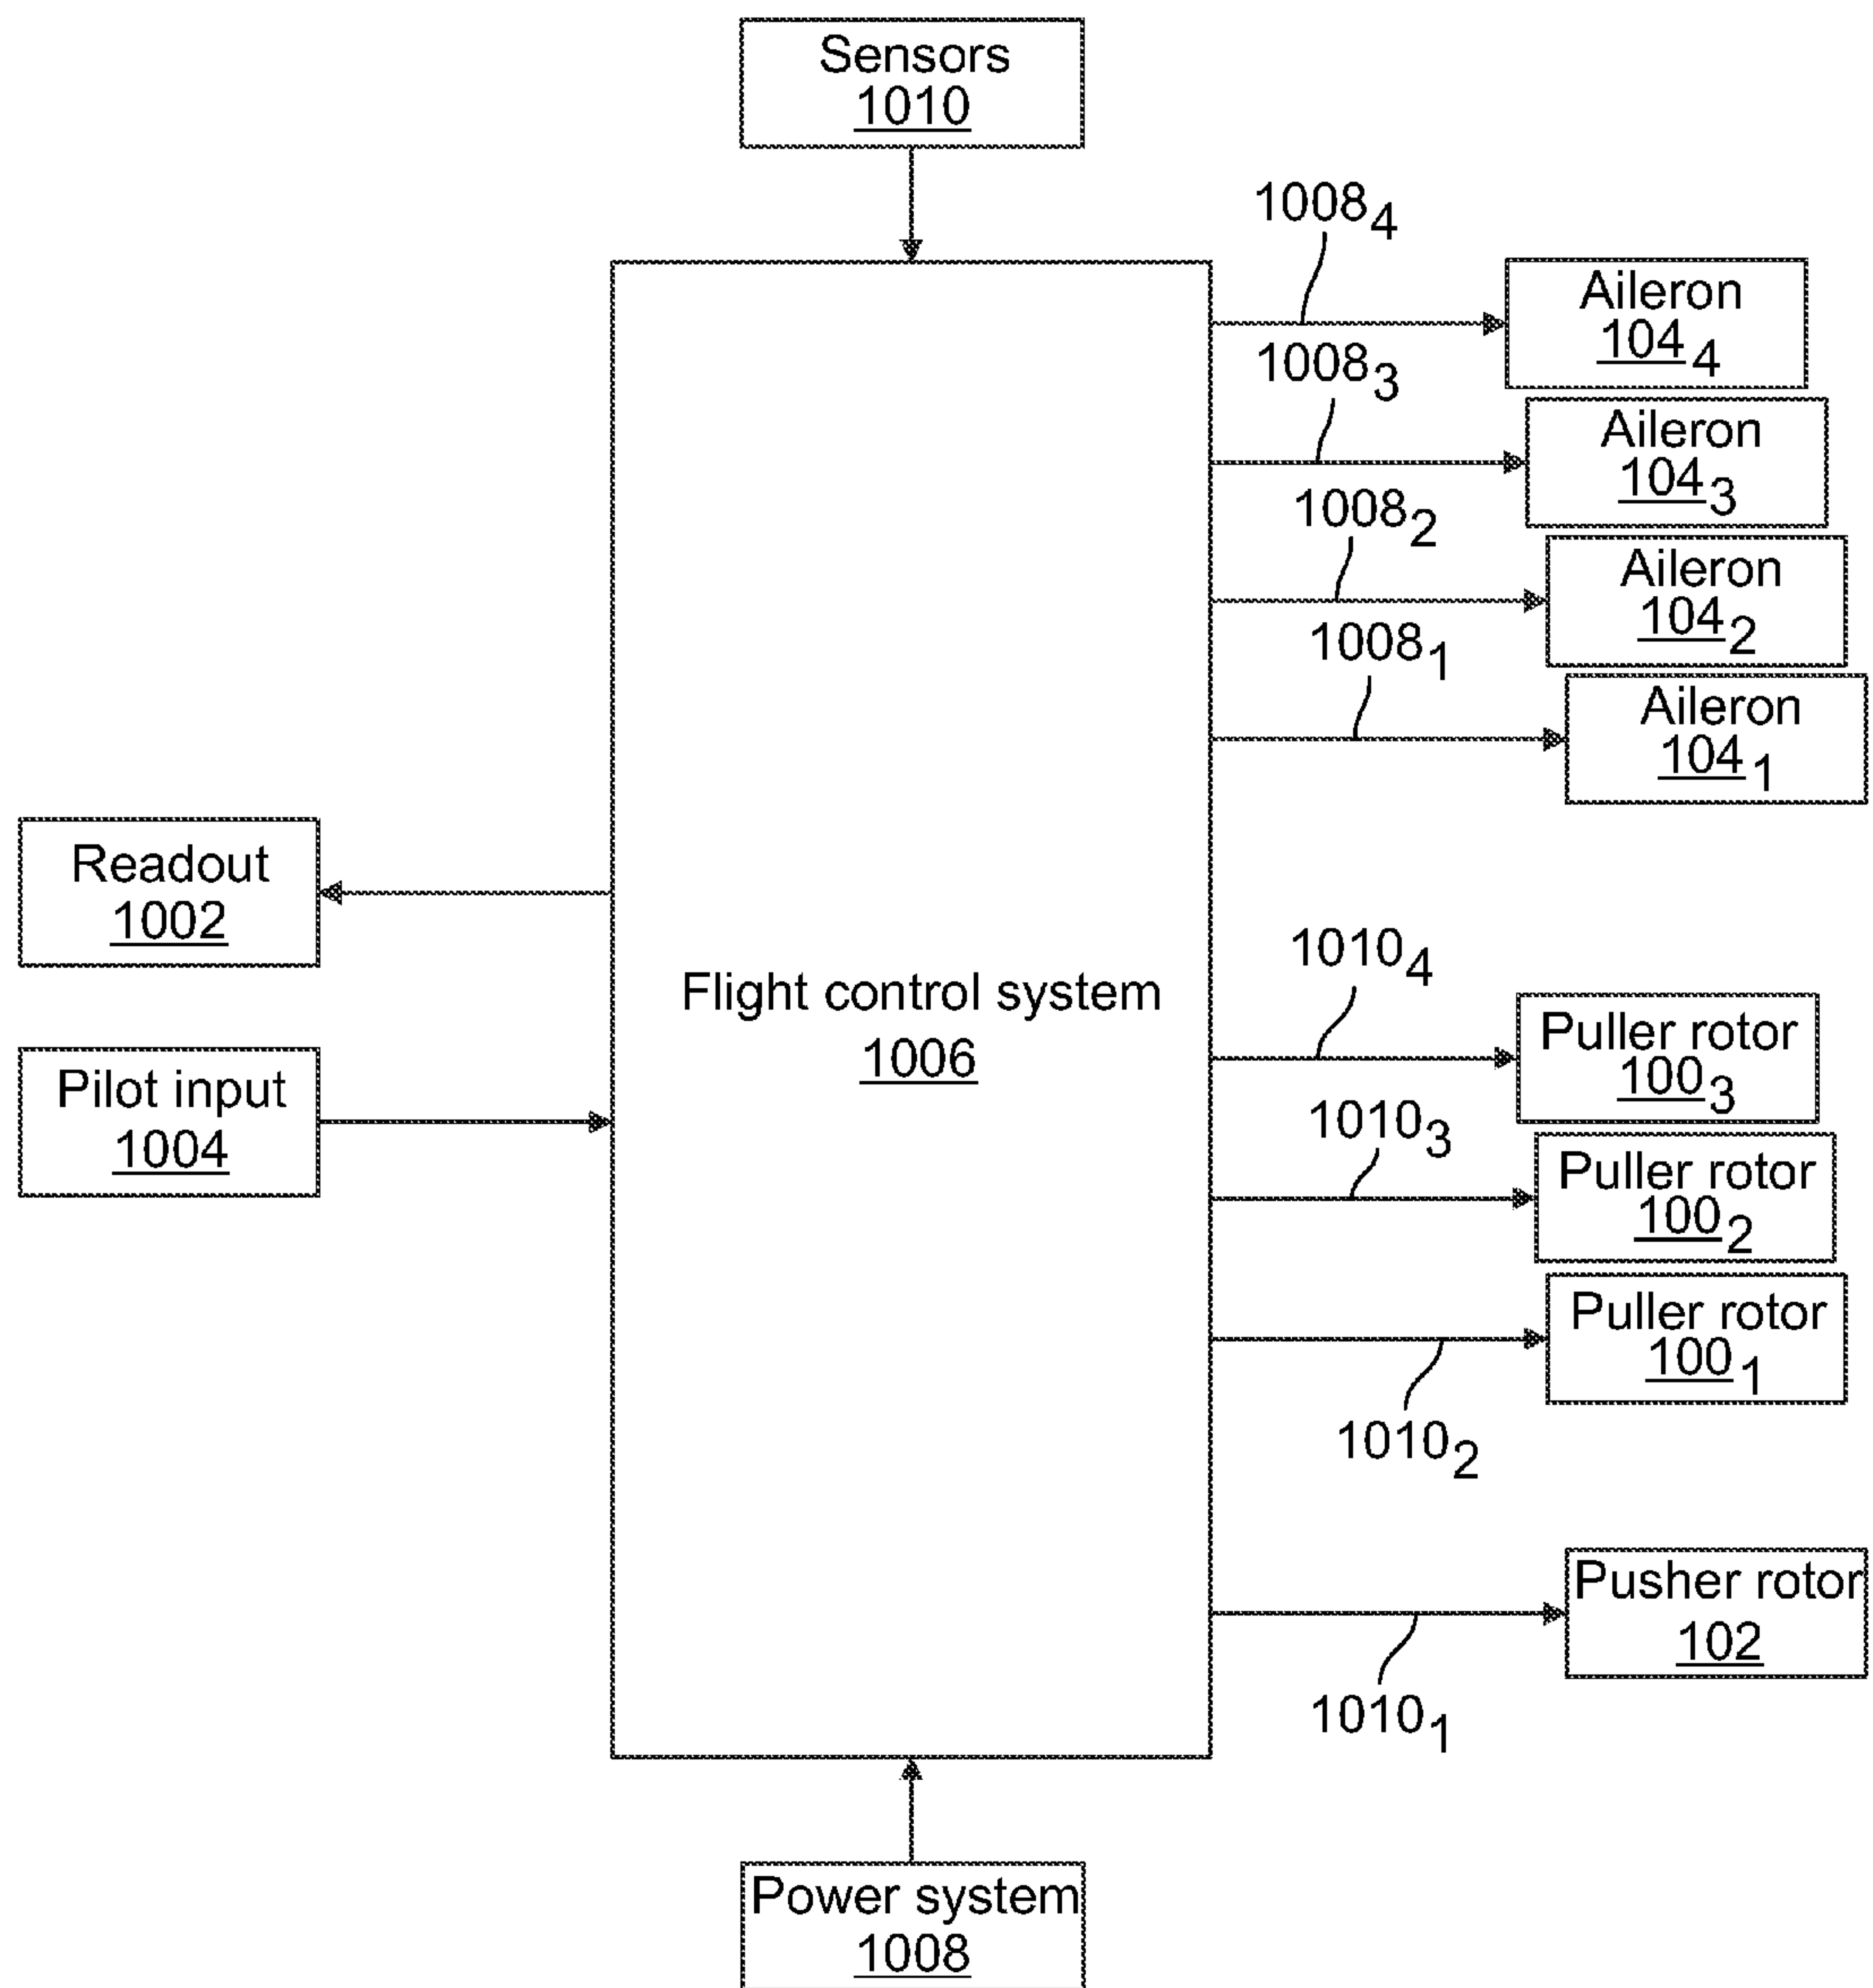 Sensors
1010
1008₄
Aileron
104₄
1008₃
Aileron
104₃
1008₂
Aileron
104₂
1008₁
Aileron
104₁
Readout
1002
Pilot input
1004
Flight control system
1006
1010₄
Puller rotor
100₃
1010₃
Puller rotor
100₂
Puller rotor
100₁
1010₂
Pusher rotor
102
1010₁
Power system
1008